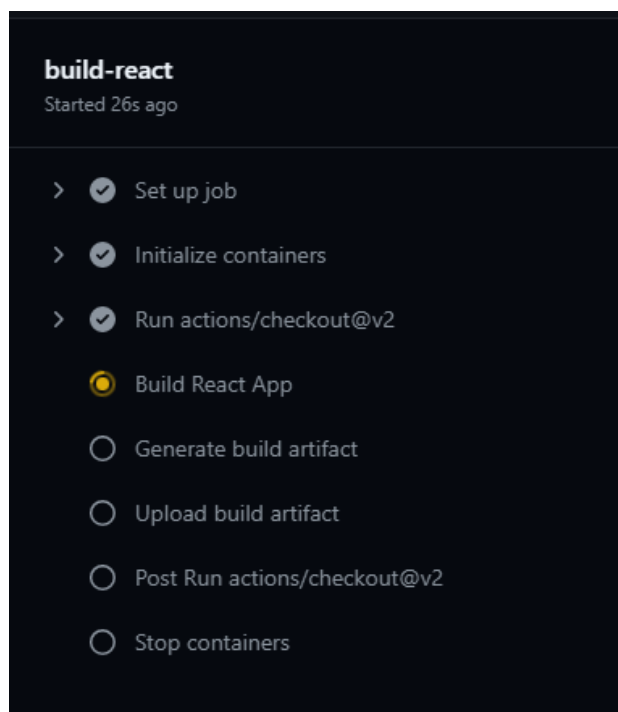 build-react
Started 26s ago
Set up job
Initialize containers
Run actions/checkout@v2
Build React App
Generate build artifact
Upload build artifact
Post Run actions/checkout@v2
Stop containers